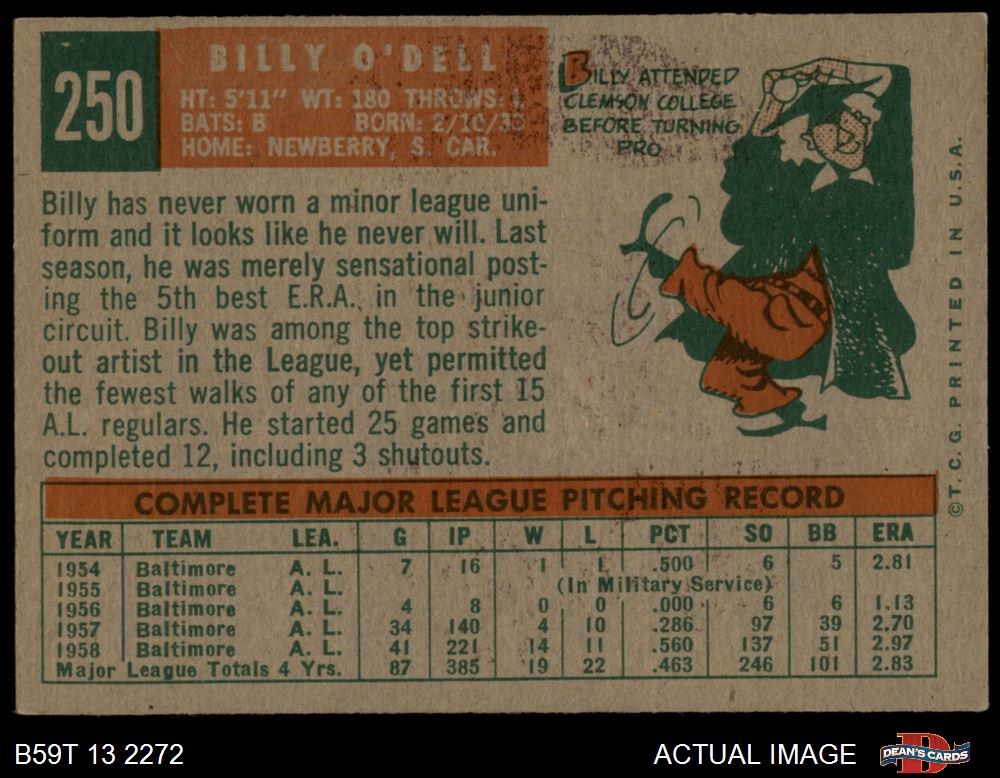 250
BILLY O'DELL
HT: 5'11" WT: 180 THROWS: L
BATS: B BORN: 2/10/33
HOME: NEWBERRY, S. CAR.
BILLY ATTENDED
CLEMSON COLLEGE
BEFORE TURNING
PRO
Billy has never worn a minor league uni-
form and it looks like he never will. Last
season, he was merely sensational post-
ing the 5th best E.R.A. in the junior
circuit. Billy was among the top strike-
out artist in the League, yet permitted
the fewest walks of any of the first 15
A.L. regulars. He started 25 games and
completed 12, including 3 shutouts.
COMPLETE MAJOR LEAGUE PITCHING RECORD
YEAR TEAM LEA. G IP W L PCT SO BB ERA
1954 Baltimore A. L. 7 16 1 1 .500 6 5 2.81
1955 Baltimore A. L. (In Military Service)
1956 Baltimore A. L. 4 8 0 0 .000 6 6 1.13
1957 Baltimore A. L. 34 140 4 10 .286 97 39 2.70
1958 Baltimore A. L. 41 221 14 11 .560 137 51 2.97
Major League Totals 4 Yrs. 87 385 19 22 .463 246 101 2.83
©T. C. G. PRINTED IN U.S.A.
B59T 13 2272
ACTUAL IMAGE
DEAN'S CARDS